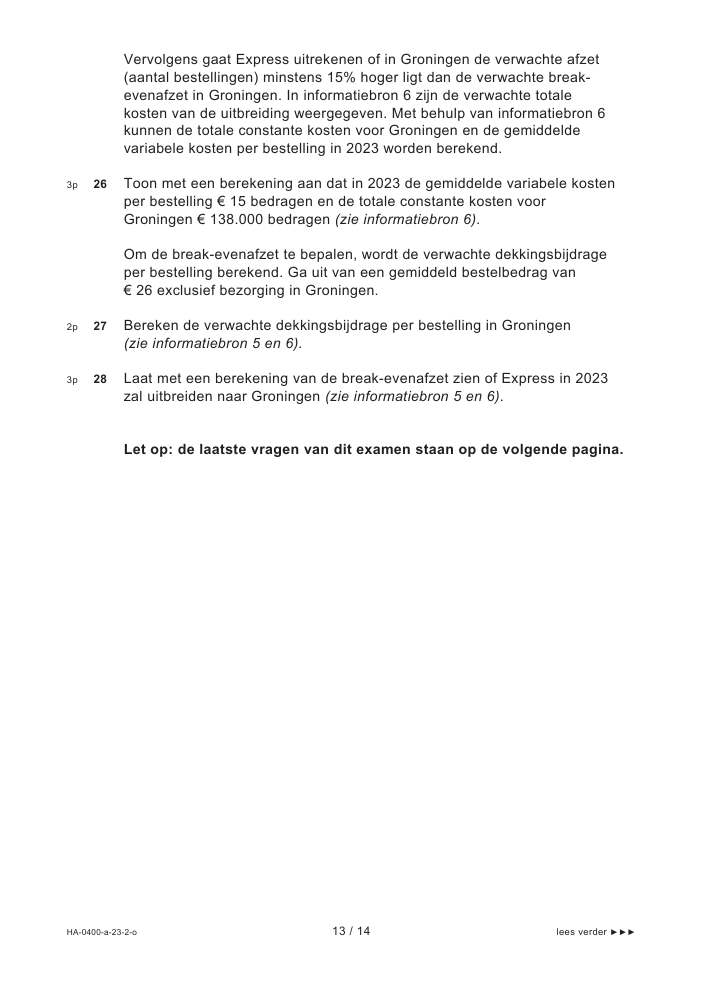 Vervolgens gaat Express uitrekenen of in Groningen de verwachte afzet
(aantal bestellingen) minstens 15% hoger ligt dan de verwachte break-
evenafzet in Groningen. In informatiebron 6 zijn de verwachte totale
kosten van de uitbreiding weergegeven. Met behulp van informatiebron 6
kunnen de totale constante kosten voor Groningen en de gemiddelde
variabele kosten per bestelling in 2023 worden berekend.
3p 26 Toon met een berekening aan dat in 2023 de gemiddelde variabele kosten
per bestelling € 15 bedragen en de totale constante kosten voor
Groningen € 138.000 bedragen (zie informatiebron 6).
Om de break-evenafzet te bepalen, wordt de verwachte dekkingsbijdrage
per bestelling berekend. Ga uit van een gemiddeld bestelbedrag van
€ 26 exclusief bezorging in Groningen.
2p 27 Bereken de verwachte dekkingsbijdrage per bestelling in Groningen
(zie informatiebron 5 en 6).
3p 28 Laat met een berekening van de break-evenafzet zien of Express in 2023
zal uitbreiden naar Groningen (zie informatiebron 5 en 6).
Let op: de laatste vragen van dit examen staan op de volgende pagina.
HA-0400-a-23-2-o 13 / 14 lees verder ►►►